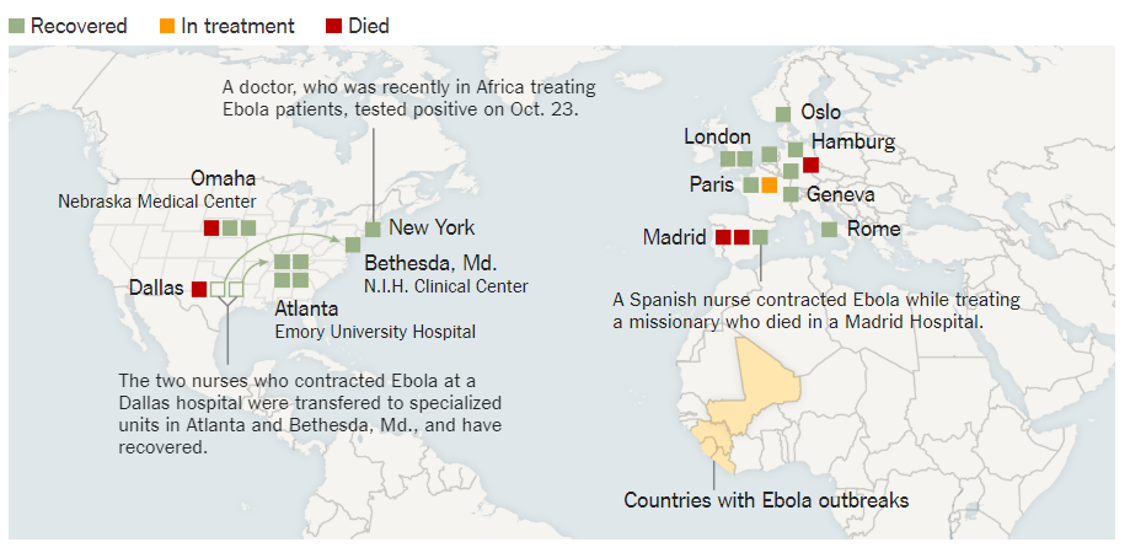 Recovered
In treatment
Died
A doctor, who was recently in Africa treating
Ebola patients, tested positive on Oct. 23.
Omaha
Nebraska Medical Center
New York
Bethesda, Md.
N.I.H. Clinical Center
Dallas
Atlanta
Emory University Hospital
The two nurses who contracted Ebola at a
Dallas hospital were transfered to specialized
units in Atlanta and Bethesda, Md., and have
recovered.
Oslo
London
Hamburg
Paris
Geneva
Madrid
Rome
A Spanish nurse contracted Ebola while treating
a missionary who died in a Madrid Hospital.
Countries with Ebola outbreaks